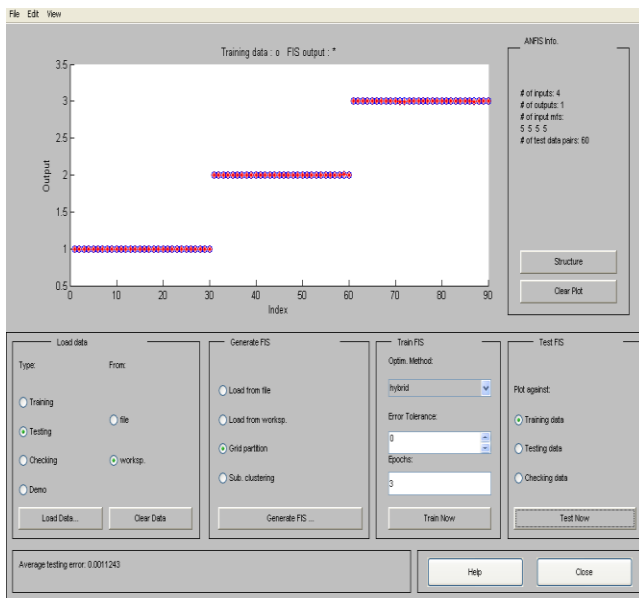 File Edit View
Training data : o FIS output : *
3.5
3
2.5
2
1.5
1
0.5
Output
0 10 20 30 40 50 60 70 80 90
Index
ANFIS Info.
# of inputs: 4
# of outputs: 1
# of input mfs:
5 5 5 5
# of test data pairs: 60
Structure
Clear Plot
Load data
Type:
From:
Training
Testing
Checking
Demo
file
worksp.
Load Data...
Clear Data
Generate FIS
Load from file
Load from worksp.
Grid partition
Sub. clustering
Generate FIS ...
Train FIS
Optim. Method:
hybrid
Error Tolerance:
0
Epochs:
3
Train Now
Test FIS
Plot against:
Training data
Testing data
Checking data
Test Now
Average testing error: 0.0011243
Help
Close